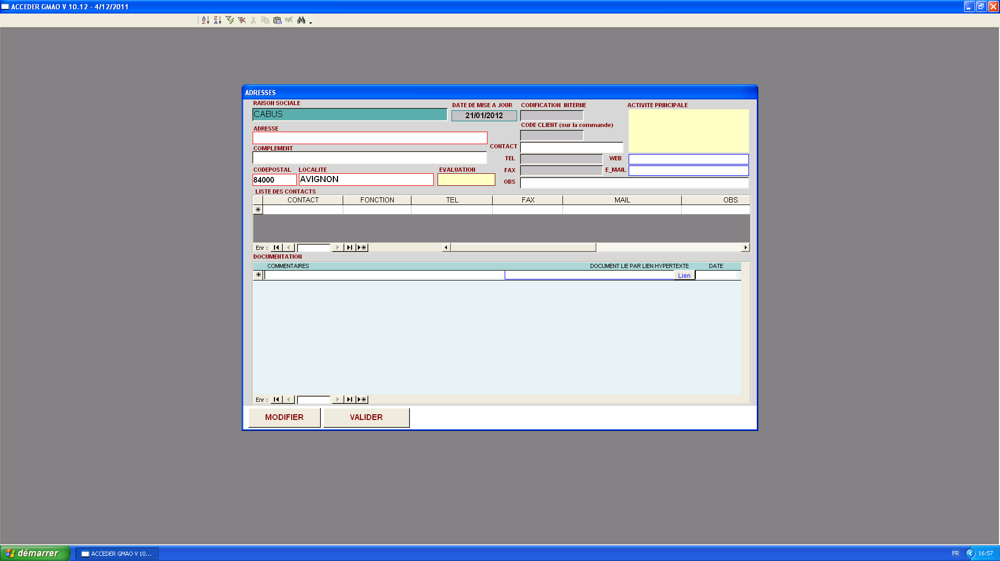 ACCEDER GMAO V 10.12 - 4/12/2011
ADRESSES
RAISON SOCIALE
CABUS
DATE DE MISE A JOUR
21/01/2012
CODIFICATION INTERNE
ACTIVITE PRINCIPALE
CODE CLIENT (sur la commande)
ADRESSE
COMPLEMENT
CONTACT
TEL
WEB
FAX
E_MAIL
OBS
CODEPOSTAL
LOCALITE
EVALUATION
84000
AVIGNON
LISTE DES CONTACTS
CONTACT FONCTION TEL FAX MAIL OBS
Enr :
DOCUMENTATION
COMMENTAIRES DOCUMENT LIE PAR LIEN HYPERTEXTE DATE
Lien
Enr :
MODIFIER
VALIDER
démarrer
ACCEDER GMAO V 10...
FR
16:57